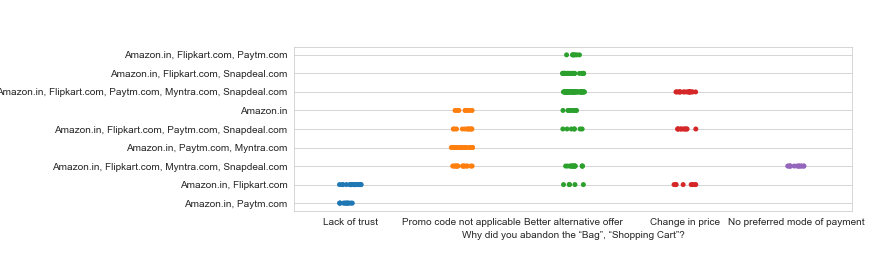 Amazon.in, Flipkart.com, Paytm.com
Amazon.in, Flipkart.com, Snapdeal.com
Amazon.in, Flipkart.com, Paytm.com, Myntra.com, Snapdeal.com
Amazon.in
Amazon.in, Flipkart.com, Paytm.com, Snapdeal.com
Amazon.in, Paytm.com, Myntra.com
Amazon.in, Flipkart.com, Myntra.com, Snapdeal.com
Amazon.in, Flipkart.com
Amazon.in, Paytm.com
Lack of trust Promo code not applicable Better alternative offer Change in price No preferred mode of payment
Why did you abandon the “Bag”, “Shopping Cart”?